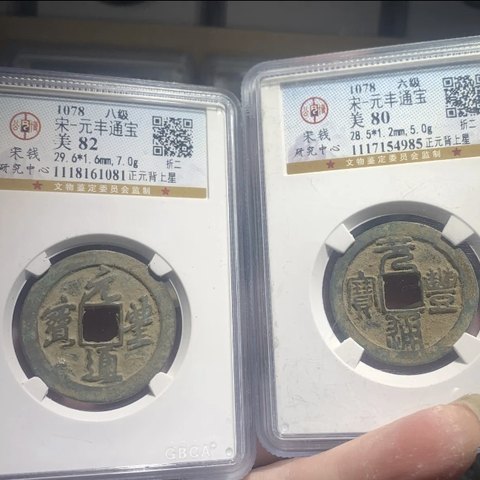 1078 八级
宋-元丰通宝
美 82
折二
宋钱
研究中心
29.6*1.6mm,7.0g
1118161081
正元背上星
★ 文物鉴定委员会监制 ★
元豐通寳
GBCA
1078 六级
宋-元丰通宝
美 80
折二
宋钱
研究中心
28.5*1.2mm,5.0g
1117154985
正元背上星
★ 文物鉴定委员会监制 ★
元豐通寶